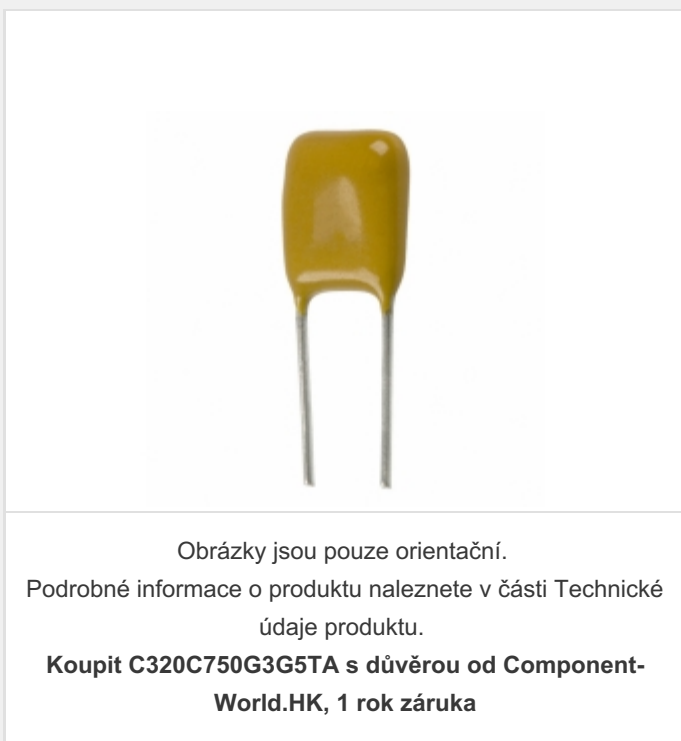 Obrázky jsou pouze orientační.
Podrobné informace o produktu naleznete v části Technické
údaje produktu.
Koupit C320C750G3G5TA s důvěrou od Component-
World.HK, 1 rok záruka